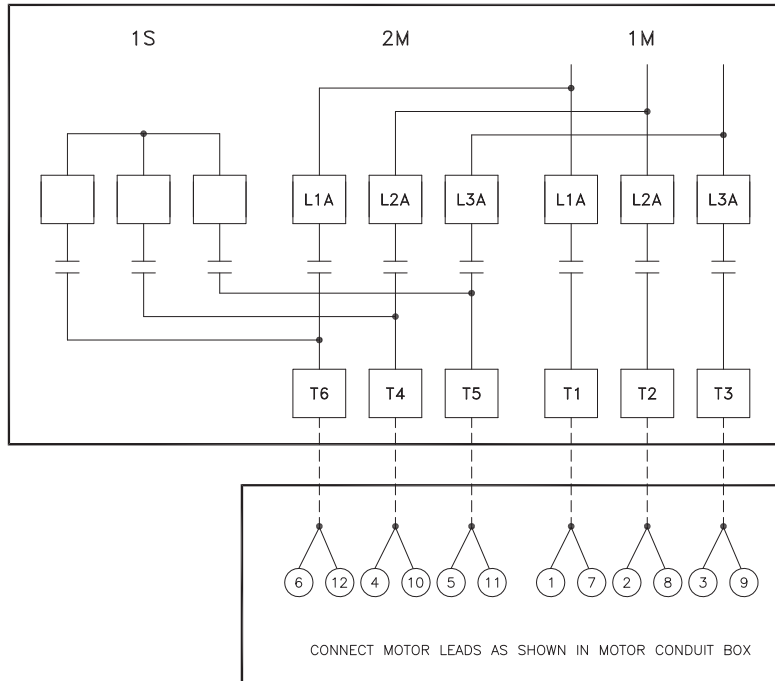 1S 2M 1M
L1A L2A L3A L1A L2A L3A
T6 T4 T5 T1 T2 T3
6 12 4 10 5 11 1 7 2 8 3 9
CONNECT MOTOR LEADS AS SHOWN IN MOTOR CONDUIT BOX